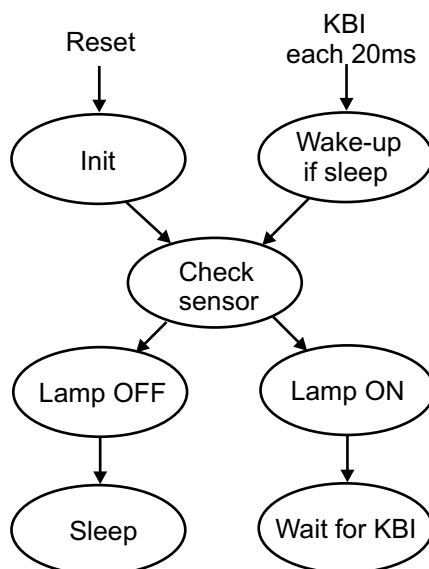 Reset
KBI
each 20ms
Init
Wake-up
if sleep
Check
sensor
Lamp OFF
Lamp ON
Sleep
Wait for KBI